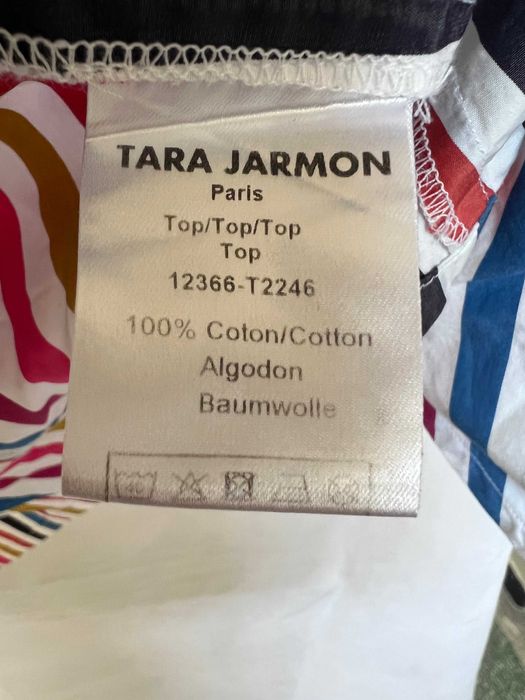 TARA JARMON
Paris
Top/Top/Top
Top
12366-T2246
100% Coton/Cotton
Algodon
Baumwolle